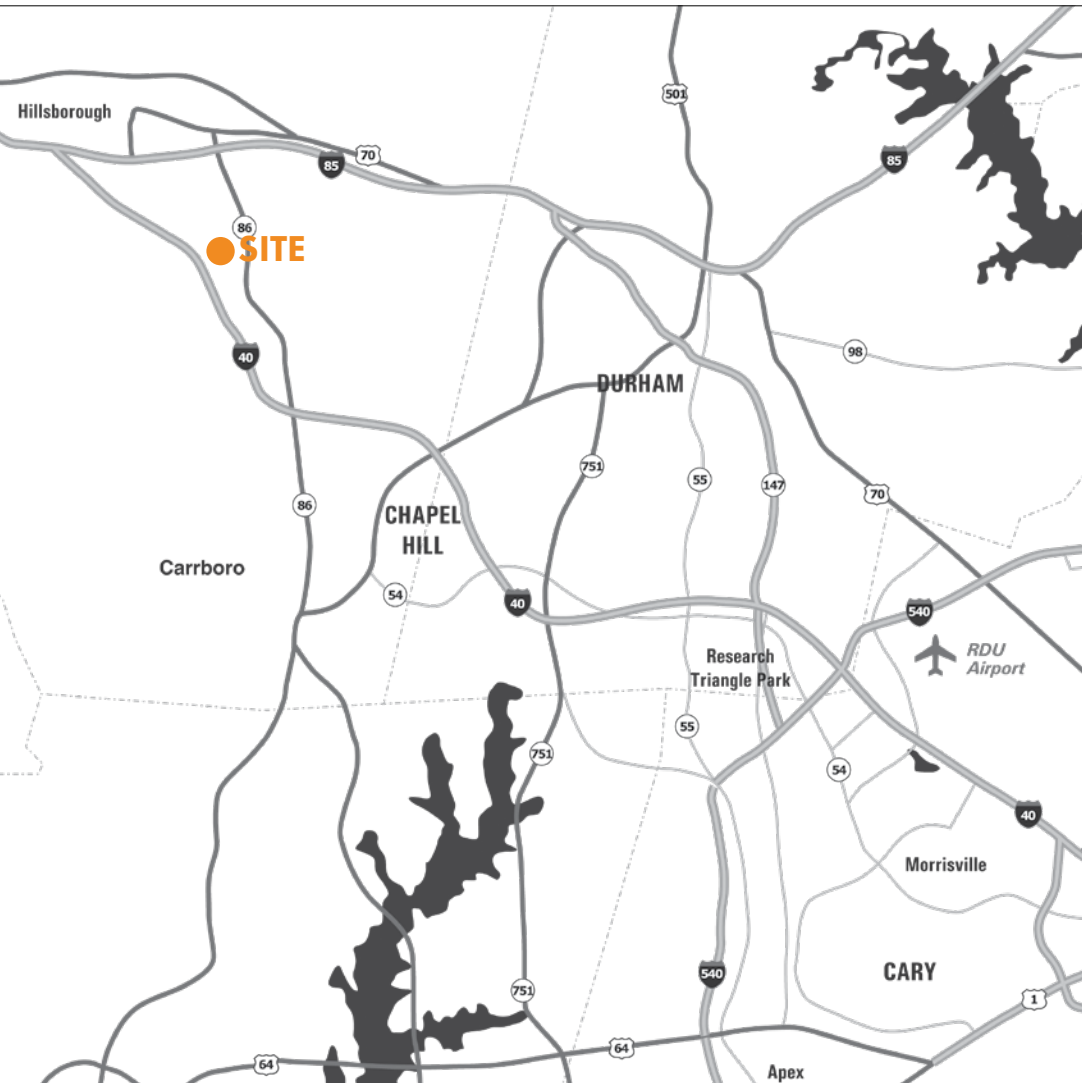 501
Hillsborough
70
85
85
86
SITE
98
40
DURHAM
751
55
147
70
86
CHAPEL
HILL
Carrboro
54
40
540
RDU
Airport
Research
Triangle Park
55
751
54
40
Morrisville
CARY
540
751
1
64
64
Apex